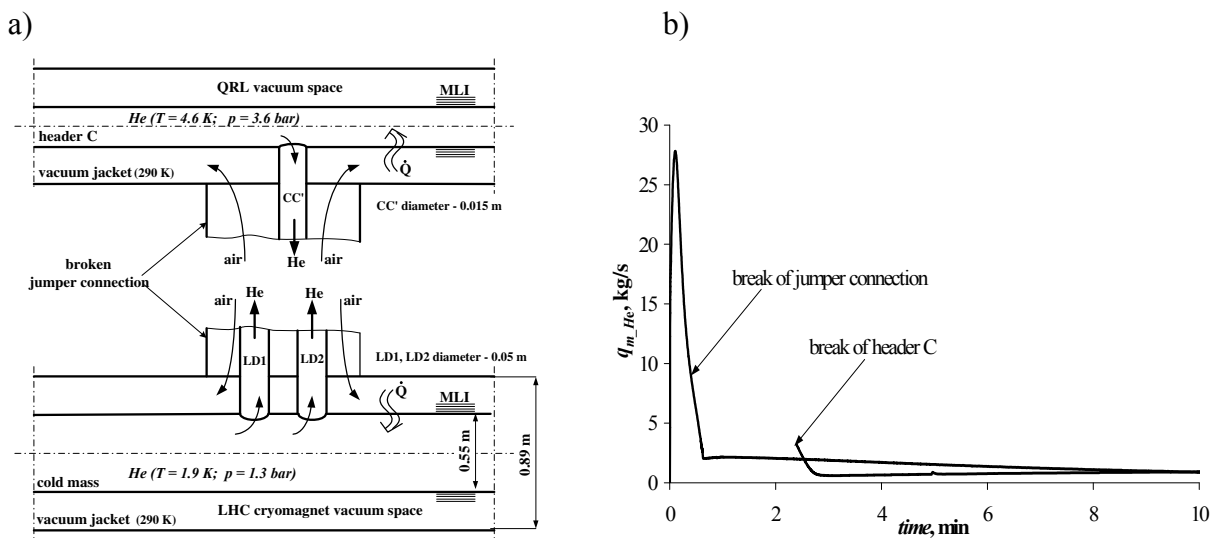 a)
QRL vacuum space
MLI
He (T = 4.6 K; p = 3.6 bar)
header C
Q̇
vacuum jacket (290 K)
CC'
CC' diameter - 0.015 m
broken
jumper connection
air
He
air
air
He
He
air
LD1
LD2
LD1, LD2 diameter - 0.05 m
Q̇
MLI
0.55 m
0.89 m
He (T = 1.9 K; p = 1.3 bar)
cold mass
LHC cryomagnet vacuum space
vacuum jacket (290 K)
b)
30
25
20
15
10
5
0
q_m_He, kg/s
break of jumper connection
break of header C
0
2
4
6
8
10
time, min